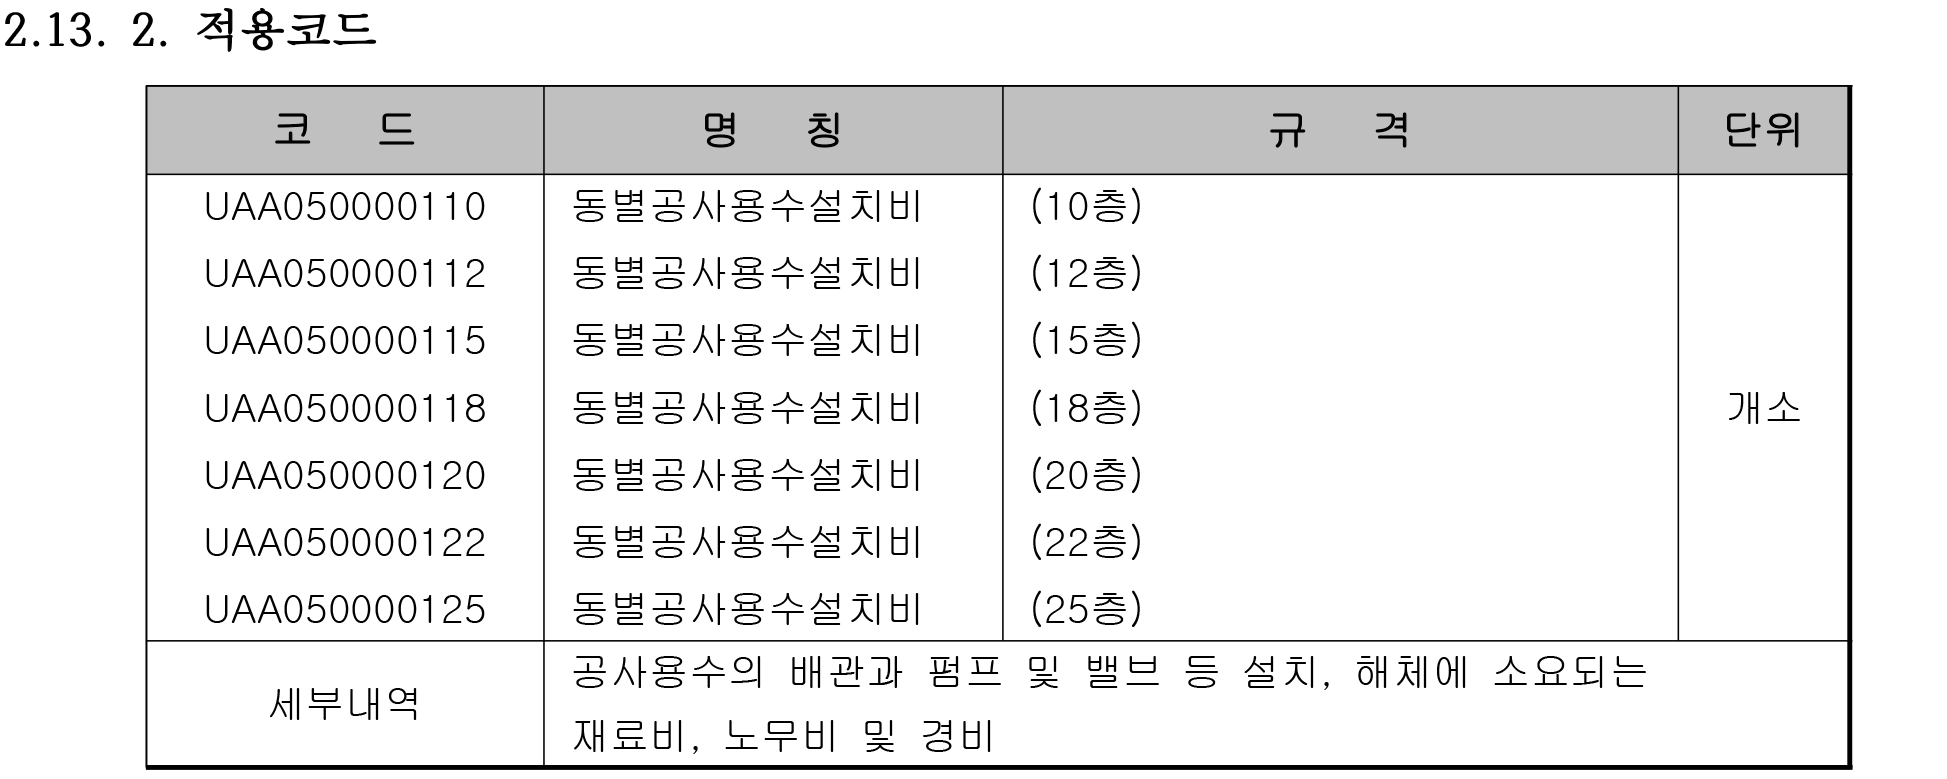 2.13. 2. 적용코드
코 드 명 칭 규 격 단위
UAA050000110 동별공사용수설치비 (10층)
UAA050000112 동별공사용수설치비 (12층)
UAA050000115 동별공사용수설치비 (15층)
UAA050000118 동별공사용수설치비 (18층) 개소
UAA050000120 동별공사용수설치비 (20층)
UAA050000122 동별공사용수설치비 (22층)
UAA050000125 동별공사용수설치비 (25층)
세부내역
공사용수의 배관과 펌프 및 밸브 등 설치, 해체에 소요되는
재료비, 노무비 및 경비